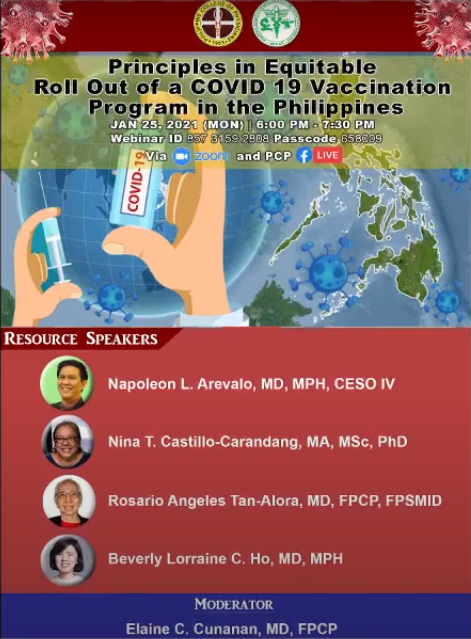 Principles in Equitable
Roll Out of a COVID 19 Vaccination
Program in the Philippines
JAN 25, 2021 (MON) | 6:00 PM - 7:30 PM
Webinar ID 857 3159 2808 Passcode 658009
Via zoom and PCP LIVE
COVID-19
RESOURCE SPEAKERS
Napoleon L. Arevalo, MD, MPH, CESO IV
Nina T. Castillo-Carandang, MA, MSc, PhD
Rosario Angeles Tan-Alora, MD, FPCP, FPSMID
Beverly Lorraine C. Ho, MD, MPH
MODERATOR
Elaine C. Cunanan, MD, FPCP